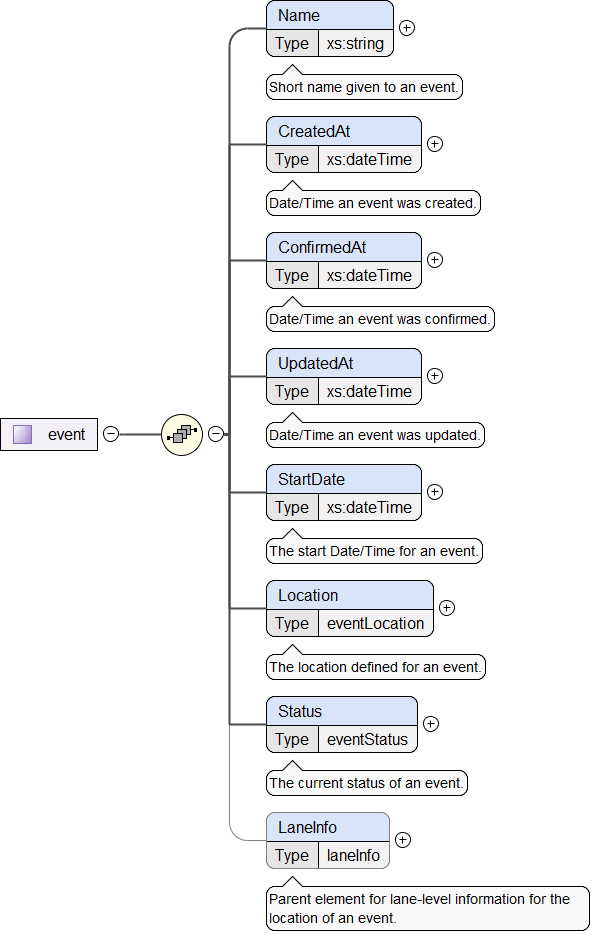 Name
Type xs:string
Short name given to an event.
CreatedAt
Type xs:dateTime
Date/Time an event was created.
ConfirmedAt
Type xs:dateTime
Date/Time an event was confirmed.
UpdatedAt
Type xs:dateTime
Date/Time an event was updated.
event
StartDate
Type xs:dateTime
The start Date/Time for an event.
Location
Type eventLocation
The location defined for an event.
Status
Type eventStatus
The current status of an event.
LaneInfo
Type laneInfo
Parent element for lane-level information for the
location of an event.